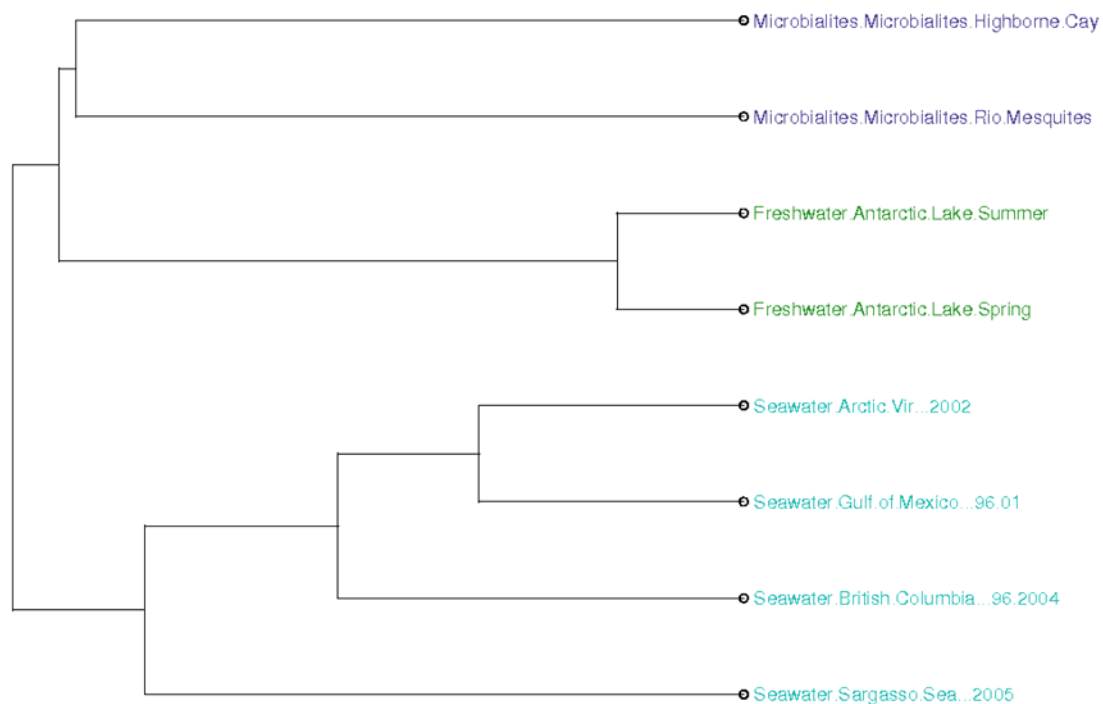 Microbialites.Microbialites.Highborne.Cay
Microbialites.Microbialites.Rio.Mesquites
Freshwater.Antarctic.Lake.Summer
Freshwater.Antarctic.Lake.Spring
Seawater.Arctic.Vir...2002
Seawater.Gulf.of.Mexico...96.01
Seawater.British.Columbia...96.2004
Seawater.Sargasso.Sea...2005